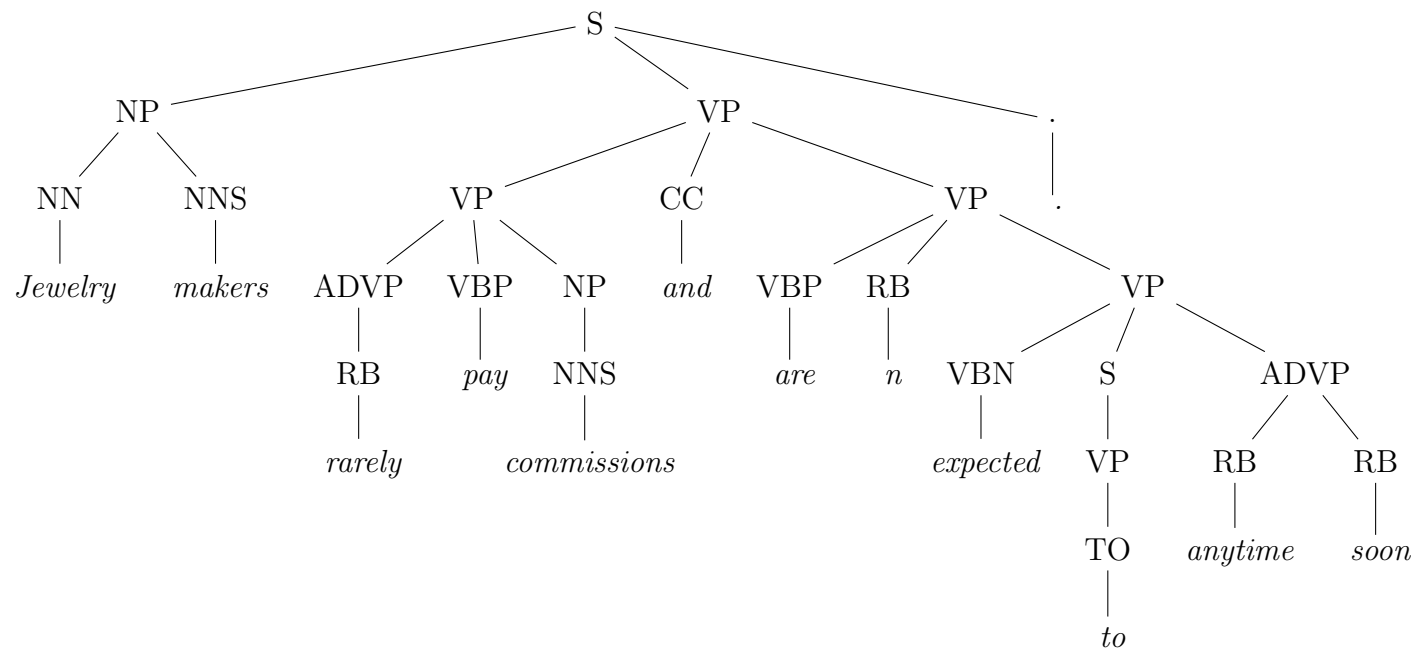 S
NP VP .
NN NNS VP CC VP .
Jewelry makers ADVP VBP NP and VBP RB VP
RB pay NNS are n VBN S ADVP
rarely commissions expected VP RB RB
TO anytime soon
to